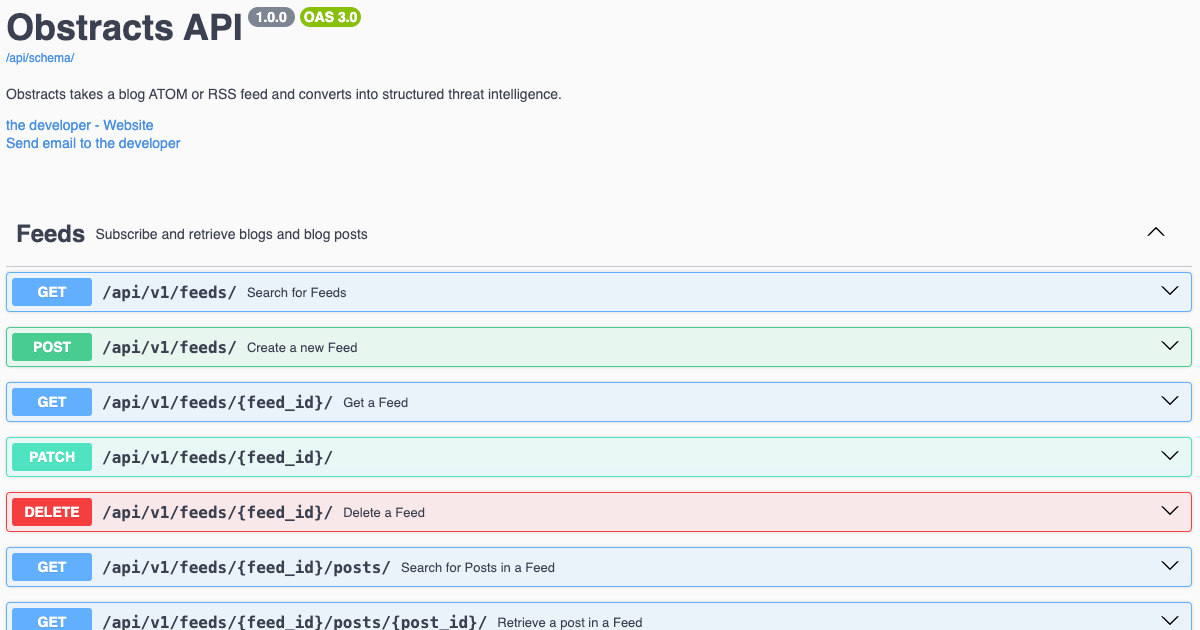 Obstracts API 1.0.0 OAS 3.0
/api/schema/
Obstracts takes a blog ATOM or RSS feed and converts into structured threat intelligence.
the developer - Website
Send email to the developer
Feeds Subscribe and retrieve blogs and blog posts
GET /api/v1/feeds/ Search for Feeds
POST /api/v1/feeds/ Create a new Feed
GET /api/v1/feeds/{feed_id}/ Get a Feed
PATCH /api/v1/feeds/{feed_id}/
DELETE /api/v1/feeds/{feed_id}/ Delete a Feed
GET /api/v1/feeds/{feed_id}/posts/ Search for Posts in a Feed
GET /api/v1/feeds/{feed_id}/posts/{post_id}/ Retrieve a post in a Feed